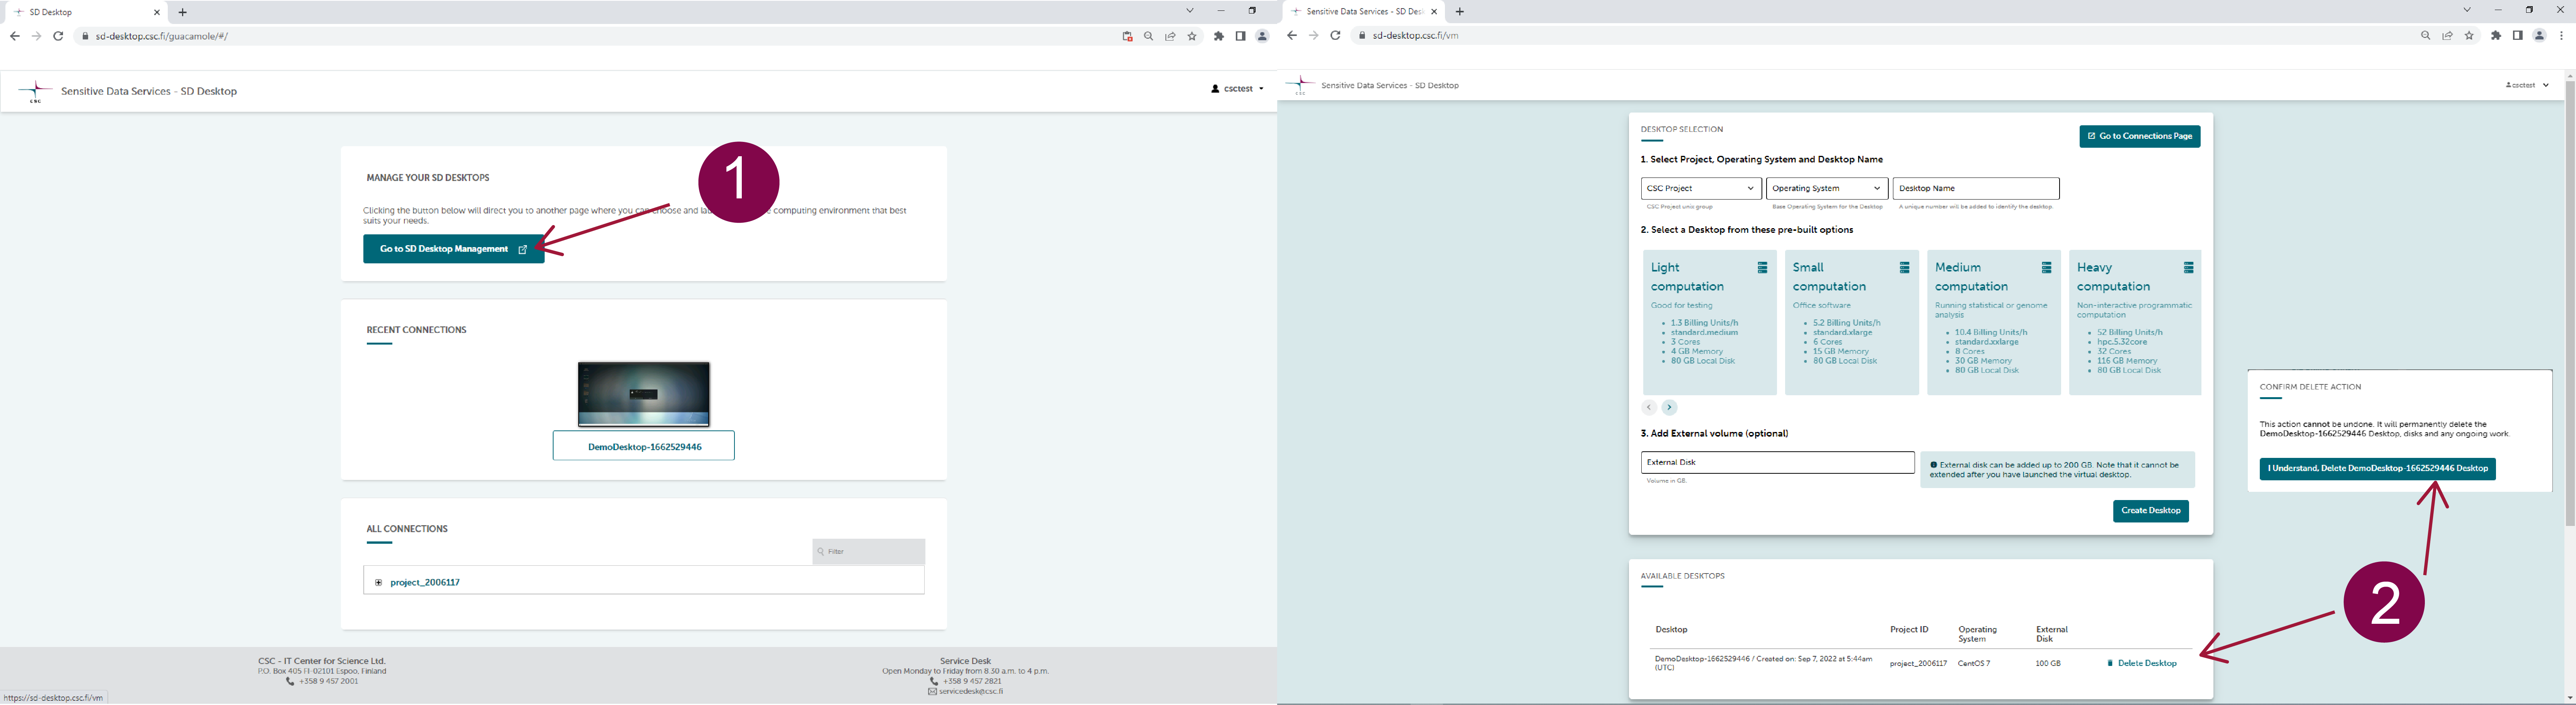 SD Desktop
sd-desktop.csc.fi/guacamole/#/
CSC
Sensitive Data Services - SD Desktop
csctest
MANAGE YOUR SD DESKTOPS
Clicking the button below will direct you to another page where you can choose and computing environment that best
suits your needs.
Go to SD Desktop Management
1
RECENT CONNECTIONS
DemoDesktop-1662529446
ALL CONNECTIONS
Filter
project_2006117
CSC - IT Center for Science Ltd.
P.O. Box 405 FI-02101 Espoo, Finland
+358 9 457 2001
Service Desk
Open Monday to Friday from 8.30 a.m. to 4 p.m.
+358 9 457 2821
servicedesk@csc.fi
https://sd-desktop.csc.fi/vm
Sensitive Data Services - SD Des
sd-desktop.csc.fi/vm
CSC
Sensitive Data Services - SD Desktop
csctest
DESKTOP SELECTION
Go to Connections Page
1. Select Project, Operating System and Desktop Name
CSC Project
Operating System
Desktop Name
CSC Project unix group
Base Operating System for the Desktop
A unique number will be added to identify the desktop.
2. Select a Desktop from these pre-built options
Light
computation
Good for testing
1.3 Billing Units/h
standard.medium
3 Cores
4 GB Memory
80 GB Local Disk
Small
computation
Office software
5.2 Billing Units/h
standard.xlarge
6 Cores
15 GB Memory
80 GB Local Disk
Medium
computation
Running statistical or genome
analysis
10.4 Billing Units/h
standard.xxlarge
8 Cores
30 GB Memory
80 GB Local Disk
Heavy
computation
Non-interactive programmatic
computation
52 Billing Units/h
hpc.5.32core
32 Cores
116 GB Memory
80 GB Local Disk
3. Add External volume (optional)
External Disk
Volume in GB.
External disk can be added up to 200 GB. Note that it cannot be
extended after you have launched the virtual desktop.
Create Desktop
CONFIRM DELETE ACTION
This action cannot be undone. It will permanently delete the
DemoDesktop-1662529446 Desktop, disks and any ongoing work.
I Understand, Delete DemoDesktop-1662529446 Desktop
2
AVAILABLE DESKTOPS
Desktop
Project ID
Operating
System
External
Disk
DemoDesktop-1662529446 / Created on: Sep 7, 2022 at 5:44am
(UTC)
project_2006117
CentOS 7
100 GB
Delete Desktop